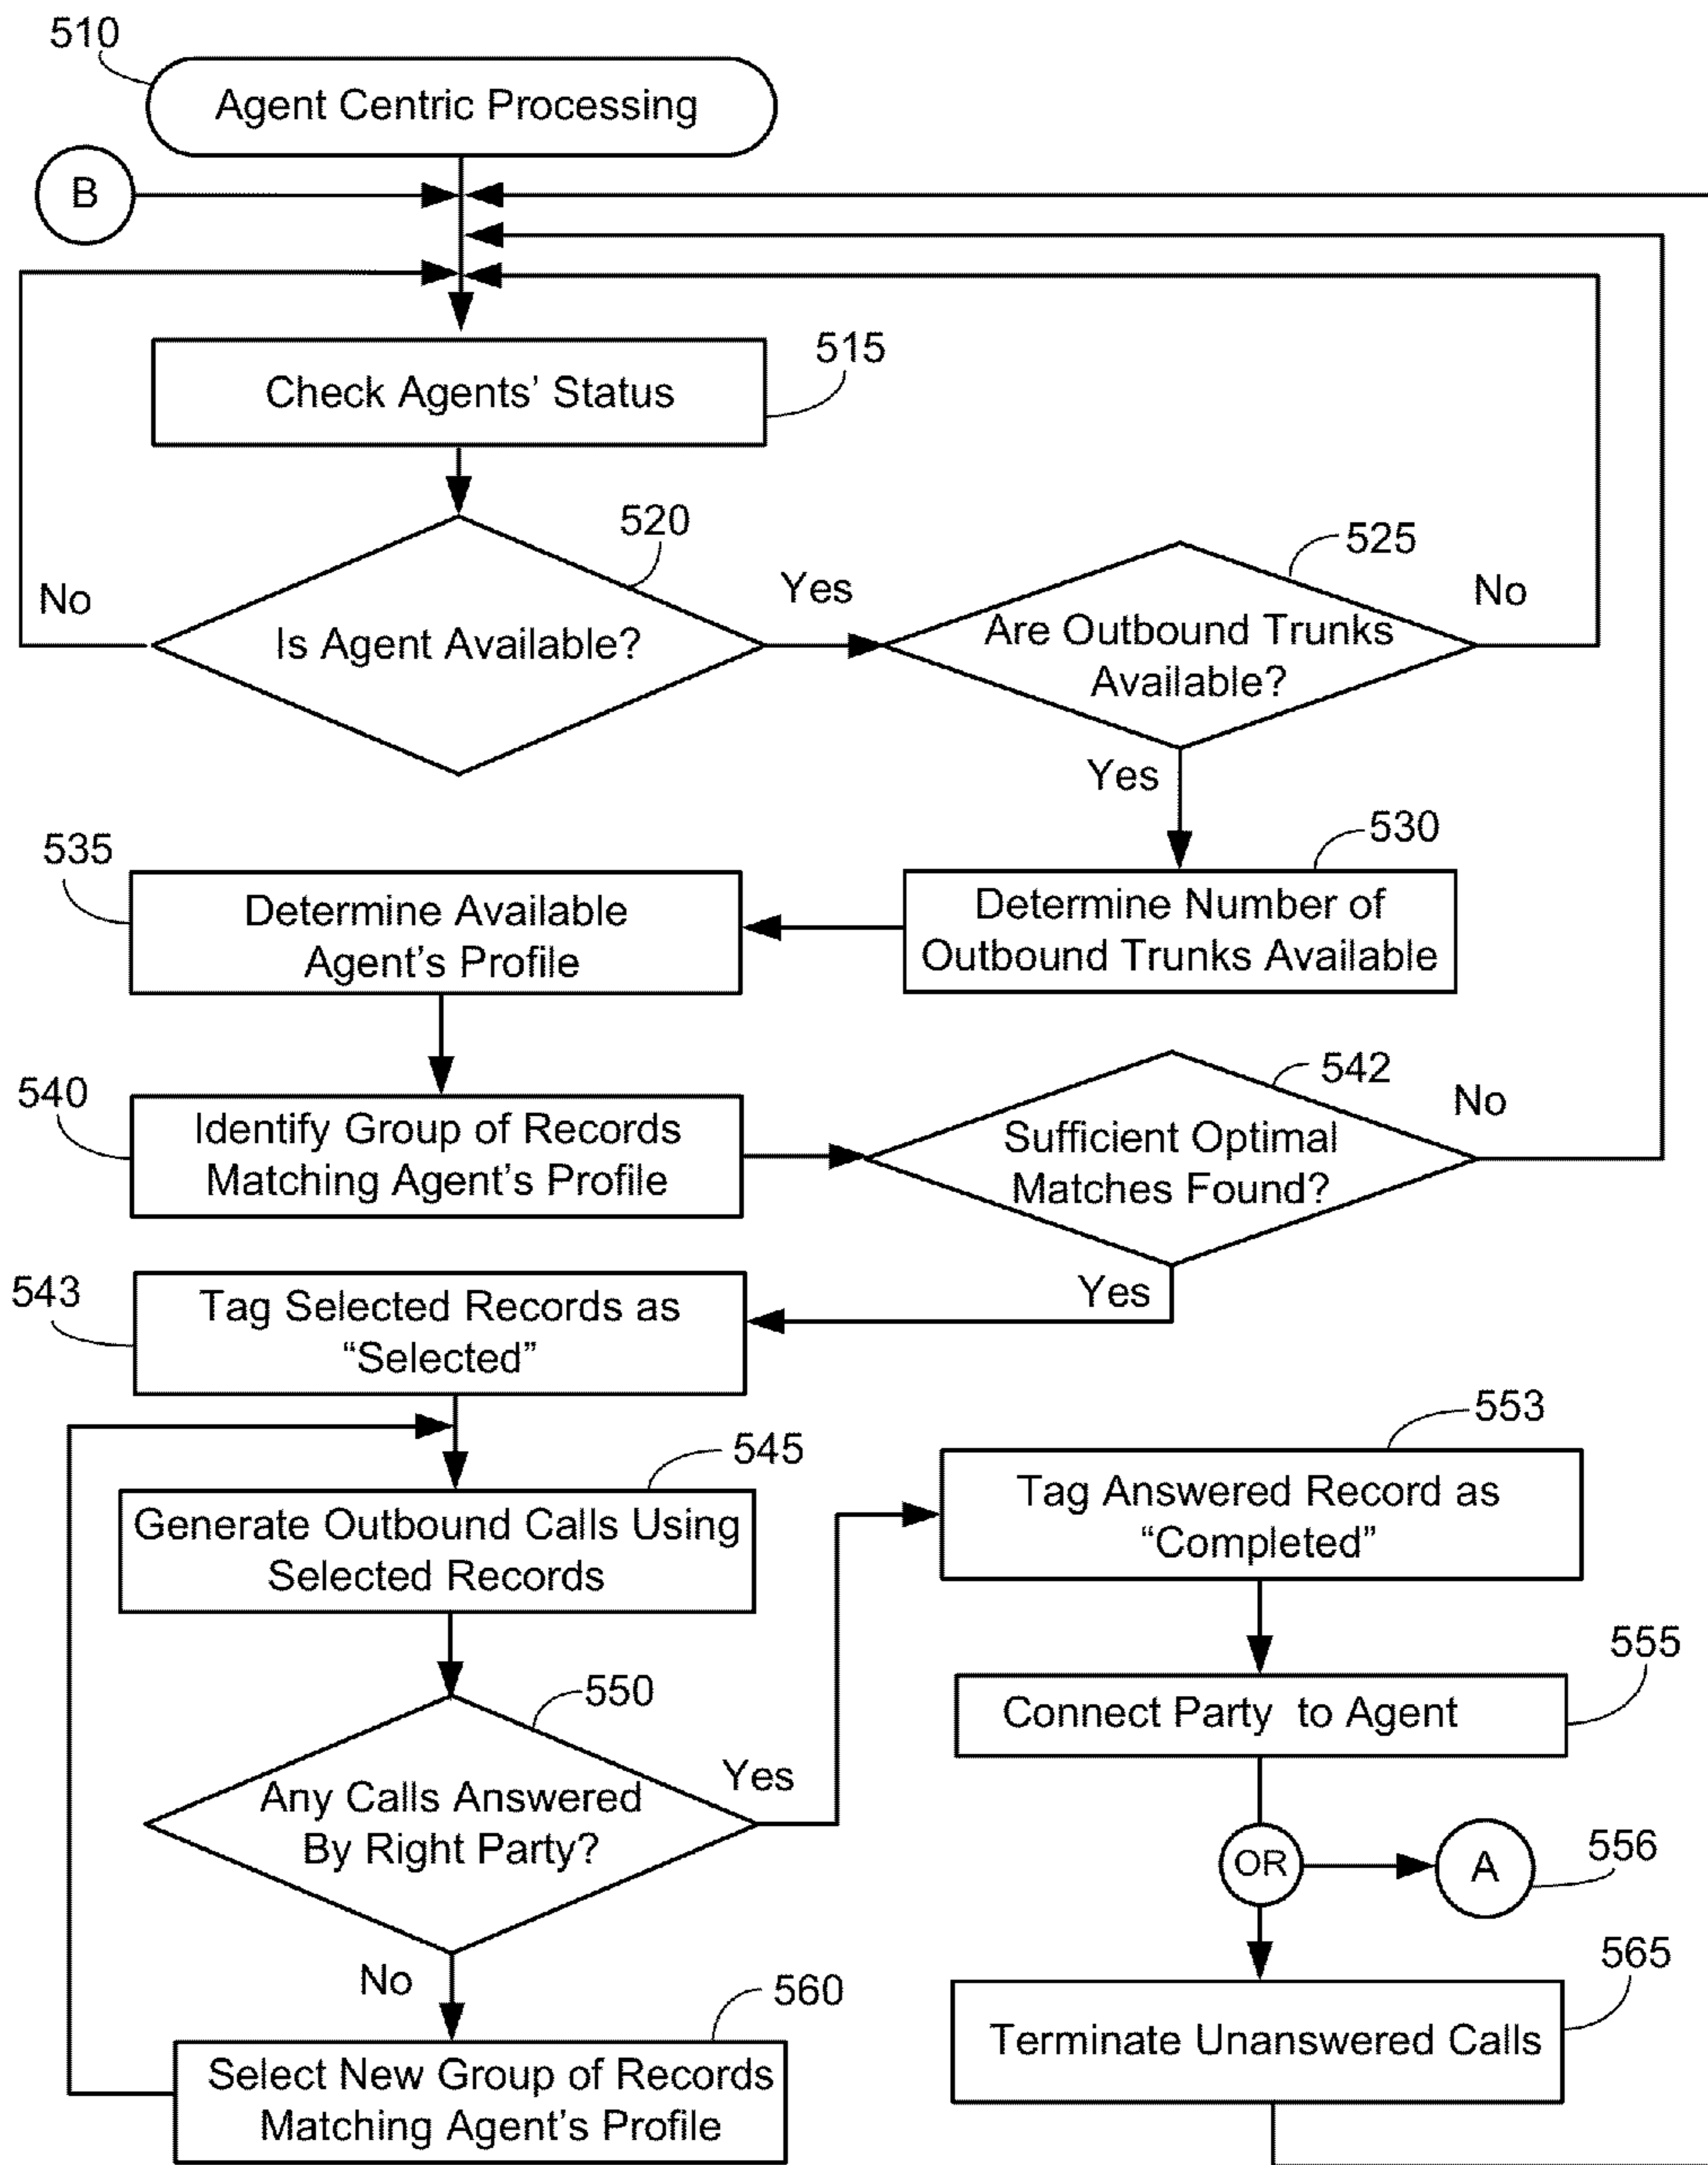 510
Agent Centric Processing
B
515
Check Agents’ Status
520
525
No
Yes
No
Is Agent Available?
Are Outbound Trunks
Available?
Yes
530
535
Determine Number of
Outbound Trunks Available
Determine Available
Agent’s Profile
542
540
No
Identify Group of Records
Matching Agent’s Profile
Sufficient Optimal
Matches Found?
Yes
543
Tag Selected Records as
“Selected”
553
545
Tag Answered Record as
“Completed”
Generate Outbound Calls Using
Selected Records
555
550
Connect Party to Agent
Yes
Any Calls Answered
By Right Party?
OR
A
556
No
565
560
Terminate Unanswered Calls
Select New Group of Records
Matching Agent’s Profile